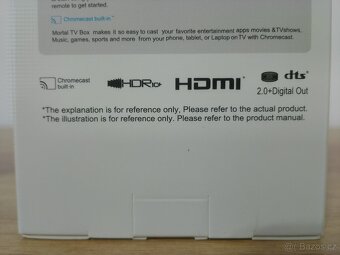 remote to get started.
Chromecast built-in™
Mortal TV Box makes it so easy to cast your favorite entertainment apps movies &TVshows,
Music, games, sports and more from your phone, tablet, or Laptop on TV with Chromecast.
Chromecast
built-in
HDR10+
HDMI
dts
2.0+Digital Out
*The explanation is for reference only, Please refer to the actual product.
*The illustration is for reference only, Please refer to the product manual.
Bazos.cz